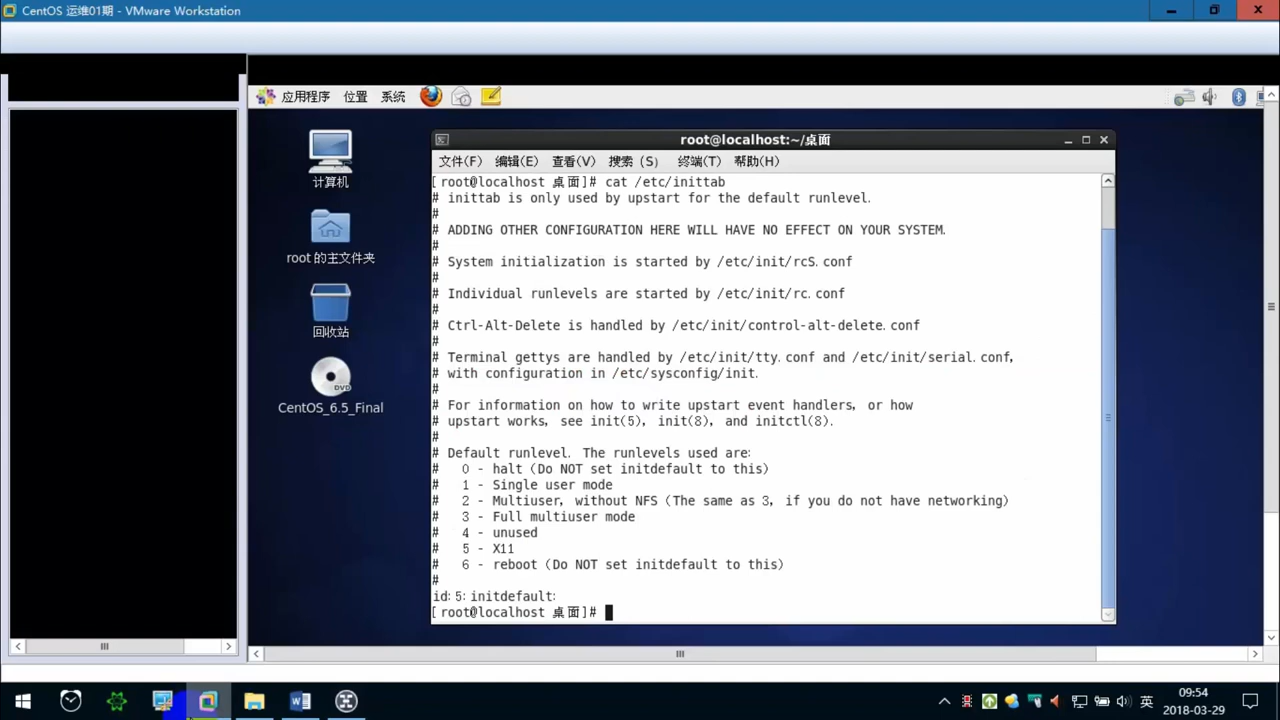 CentOS 运维01期 - VMware Workstation
应用程序 位置 系统
root@localhost:~/桌面
文件(F) 编辑(E) 查看(V) 搜索 (S) 终端(T) 帮助(H)
[root@localhost 桌面]# cat /etc/inittab
# inittab is only used by upstart for the default runlevel.
#
# ADDING OTHER CONFIGURATION HERE WILL HAVE NO EFFECT ON YOUR SYSTEM.
#
# System initialization is started by /etc/init/rcS.conf
#
# Individual runlevels are started by /etc/init/rc.conf
#
# Ctrl-Alt-Delete is handled by /etc/init/control-alt-delete.conf
#
# Terminal gettys are handled by /etc/init/tty.conf and /etc/init/serial.conf,
# with configuration in /etc/sysconfig/init.
#
# For information on how to write upstart event handlers, or how
# upstart works, see init(5), init(8), and initctl(8).
#
# Default runlevel. The runlevels used are:
#   0 - halt (Do NOT set initdefault to this)
#   1 - Single user mode
#   2 - Multiuser, without NFS (The same as 3, if you do not have networking)
#   3 - Full multiuser mode
#   4 - unused
#   5 - X11
#   6 - reboot (Do NOT set initdefault to this)
#
id:5:initdefault:
[root@localhost 桌面]#
计算机
root 的主文件夹
回收站
DVD
CentOS_6.5_Final
英
09:54
2018-03-29